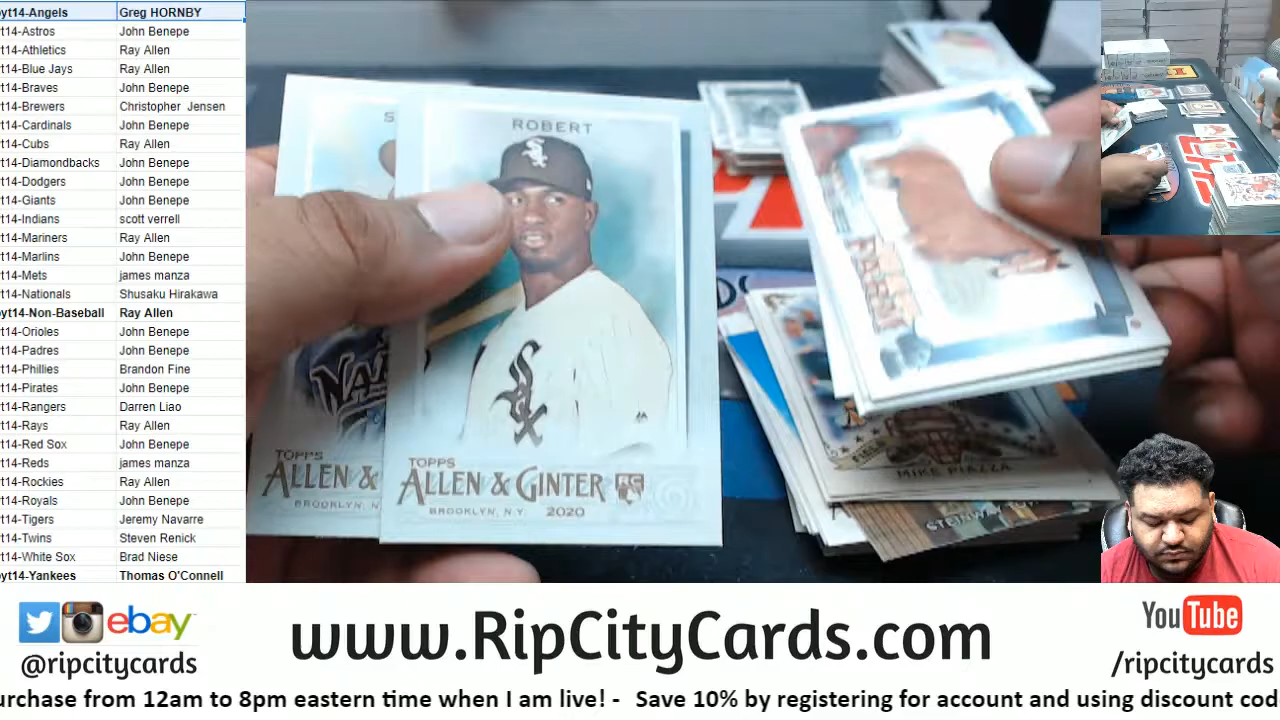 yt14-Angels Greg HORNBY
t14-Astros John Benepe
t14-Athletics Ray Allen
t14-Blue Jays Ray Allen
t14-Braves John Benepe
t14-Brewers Christopher Jensen
t14-Cardinals John Benepe
t14-Cubs Ray Allen
t14-Diamondbacks John Benepe
t14-Dodgers John Benepe
t14-Giants John Benepe
t14-Indians scott verrell
t14-Mariners Ray Allen
t14-Marlins John Benepe
t14-Mets james manza
t14-Nationals Shusaku Hirakawa
yt14-Non-Baseball Ray Allen
t14-Orioles John Benepe
t14-Padres John Benepe
t14-Phillies Brandon Fine
t14-Pirates John Benepe
t14-Rangers Darren Liao
t14-Rays Ray Allen
t14-Red Sox John Benepe
t14-Reds james manza
t14-Rockies Ray Allen
t14-Royals John Benepe
t14-Tigers Jeremy Navarre
t14-Twins Steven Renick
t14-White Sox Brad Niese
yt14-Yankees Thomas O'Connell
S
TOPPS
ALLEN &
BROOKLYN, N
ROBERT
Sox
Sox
TOPPS
ALLEN & GINTER RC
BROOKLYN, N.Y. 2020
MIKE PIAZZA
ebay
@ripcitycards
www.RipCityCards.com
YouTube
/ripcitycards
urchase from 12am to 8pm eastern time when I am live! - Save 10% by registering for account and using discount cod